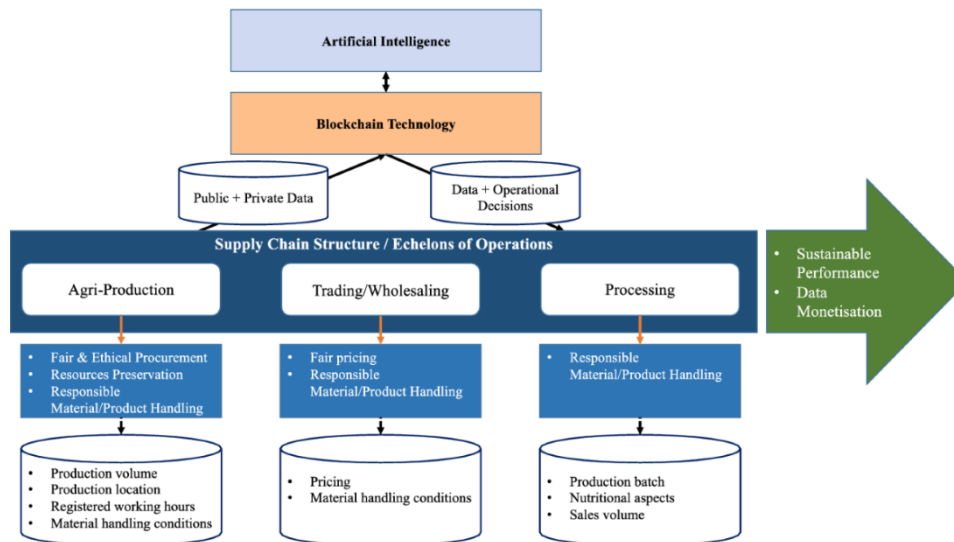 Artificial Intelligence
Blockchain Technology
Public + Private Data
Data + Operational
Decisions
Supply Chain Structure / Echelons of Operations
Agri-Production
Trading/Wholesaling
Processing
• Sustainable
Performance
• Data
Monetisation
• Fair & Ethical Procurement
• Resources Preservation
• Responsible
Material/Product Handling
• Fair pricing
• Responsible
Material/Product Handling
• Responsible
Material/Product Handling
• Production volume
• Production location
• Registered working hours
• Material handling conditions
• Pricing
• Material handling conditions
• Production batch
• Nutritional aspects
• Sales volume